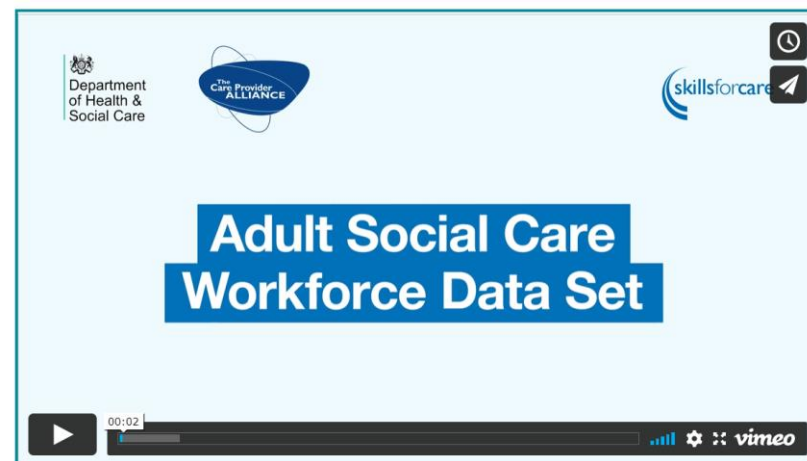 Department
of Health &
Social Care
The
Care Provider
ALLIANCE
skillsforcare
Adult Social Care
Workforce Data Set
00:02
vimeo